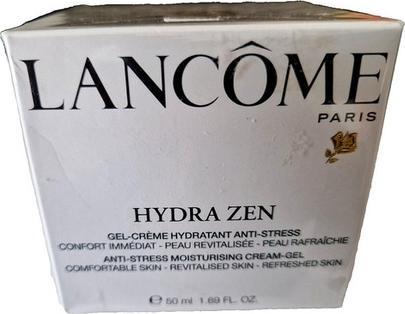 LANCÔME
PARIS
HYDRA ZEN
GEL-CRÈME HYDRATANT ANTI-STRESS
CONFORT IMMÉDIAT - PEAU REVITALISÉE - PEAU RAFRAÎCHIE
ANTI-STRESS MOISTURISING CREAM-GEL
COMFORTABLE SKIN - REVITALISED SKIN - REFRESHED SKIN
℮ 50 ml 1.69 FL. OZ.